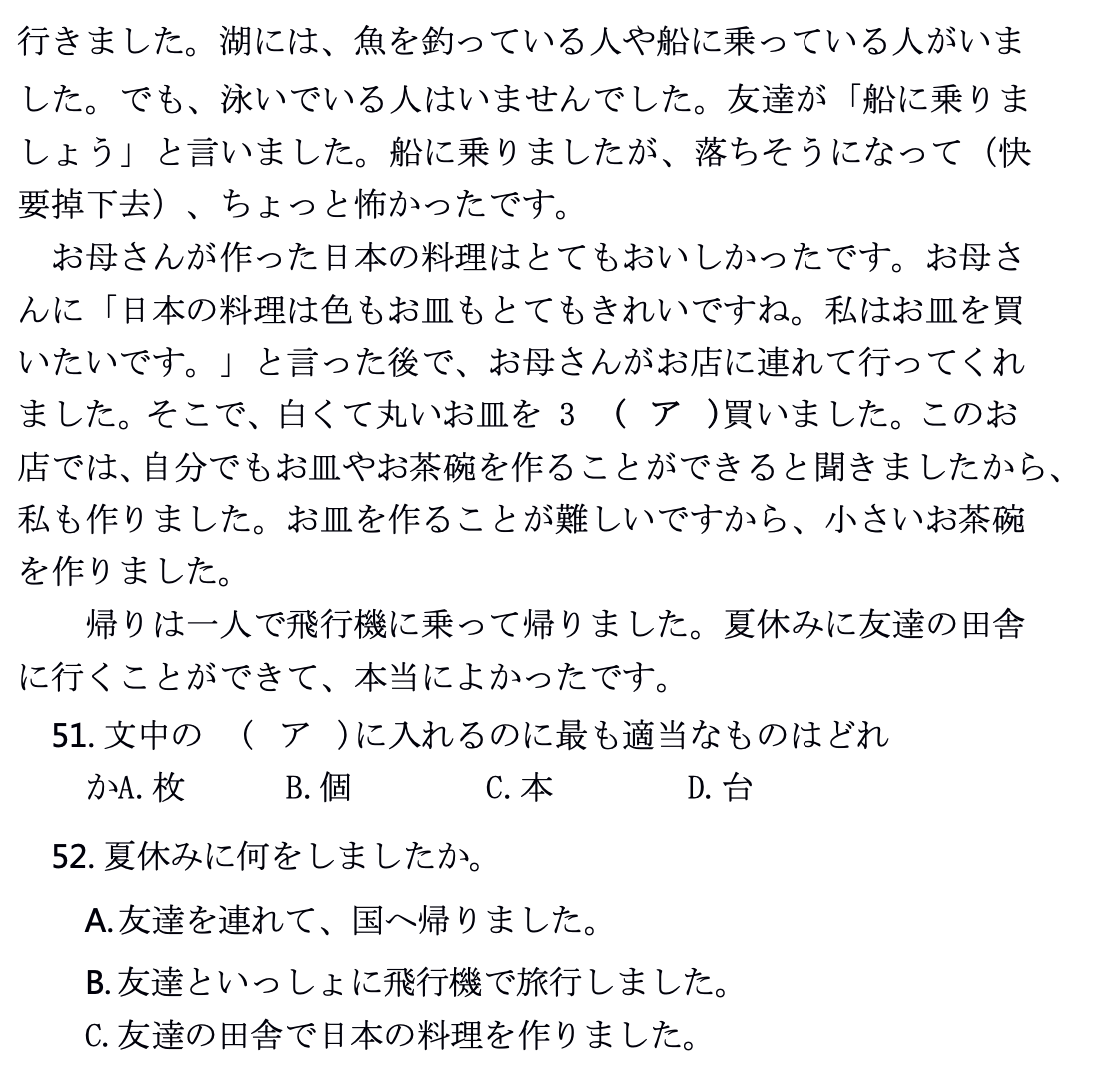 行きました。湖には、魚を釣っている人や船に乗っている人がいま
した。でも、泳いでいる人はいませんでした。友達が「船に乗りま
しょう」と言いました。船に乗りましたが、落ちそうになって（快
要掉下去）、ちょっと怖かったです。
お母さんが作った日本の料理はとてもおいしかったです。お母さ
んに「日本の料理は色もお皿もとてもきれいですね。私はお皿を買
いたいです。」と言った後で、お母さんがお店に連れて行ってくれ
ました。そこで、白くて丸いお皿を 3 ( ア )買いました。このお
店では、自分でもお皿やお茶碗を作ることができると聞きましたから、
私も作りました。お皿を作ることが難しいですから、小さいお茶碗
を作りました。
帰りは一人で飛行機に乗って帰りました。夏休みに友達の田舎
に行くことができて、本当によかったです。
51. 文中の ( ア )に入れるのに最も適当なものはどれ
かA. 枚 B. 個 C. 本 D. 台
52. 夏休みに何をしましたか。
A. 友達を連れて、国へ帰りました。
B. 友達といっしょに飛行機で旅行しました。
C. 友達の田舎で日本の料理を作りました。